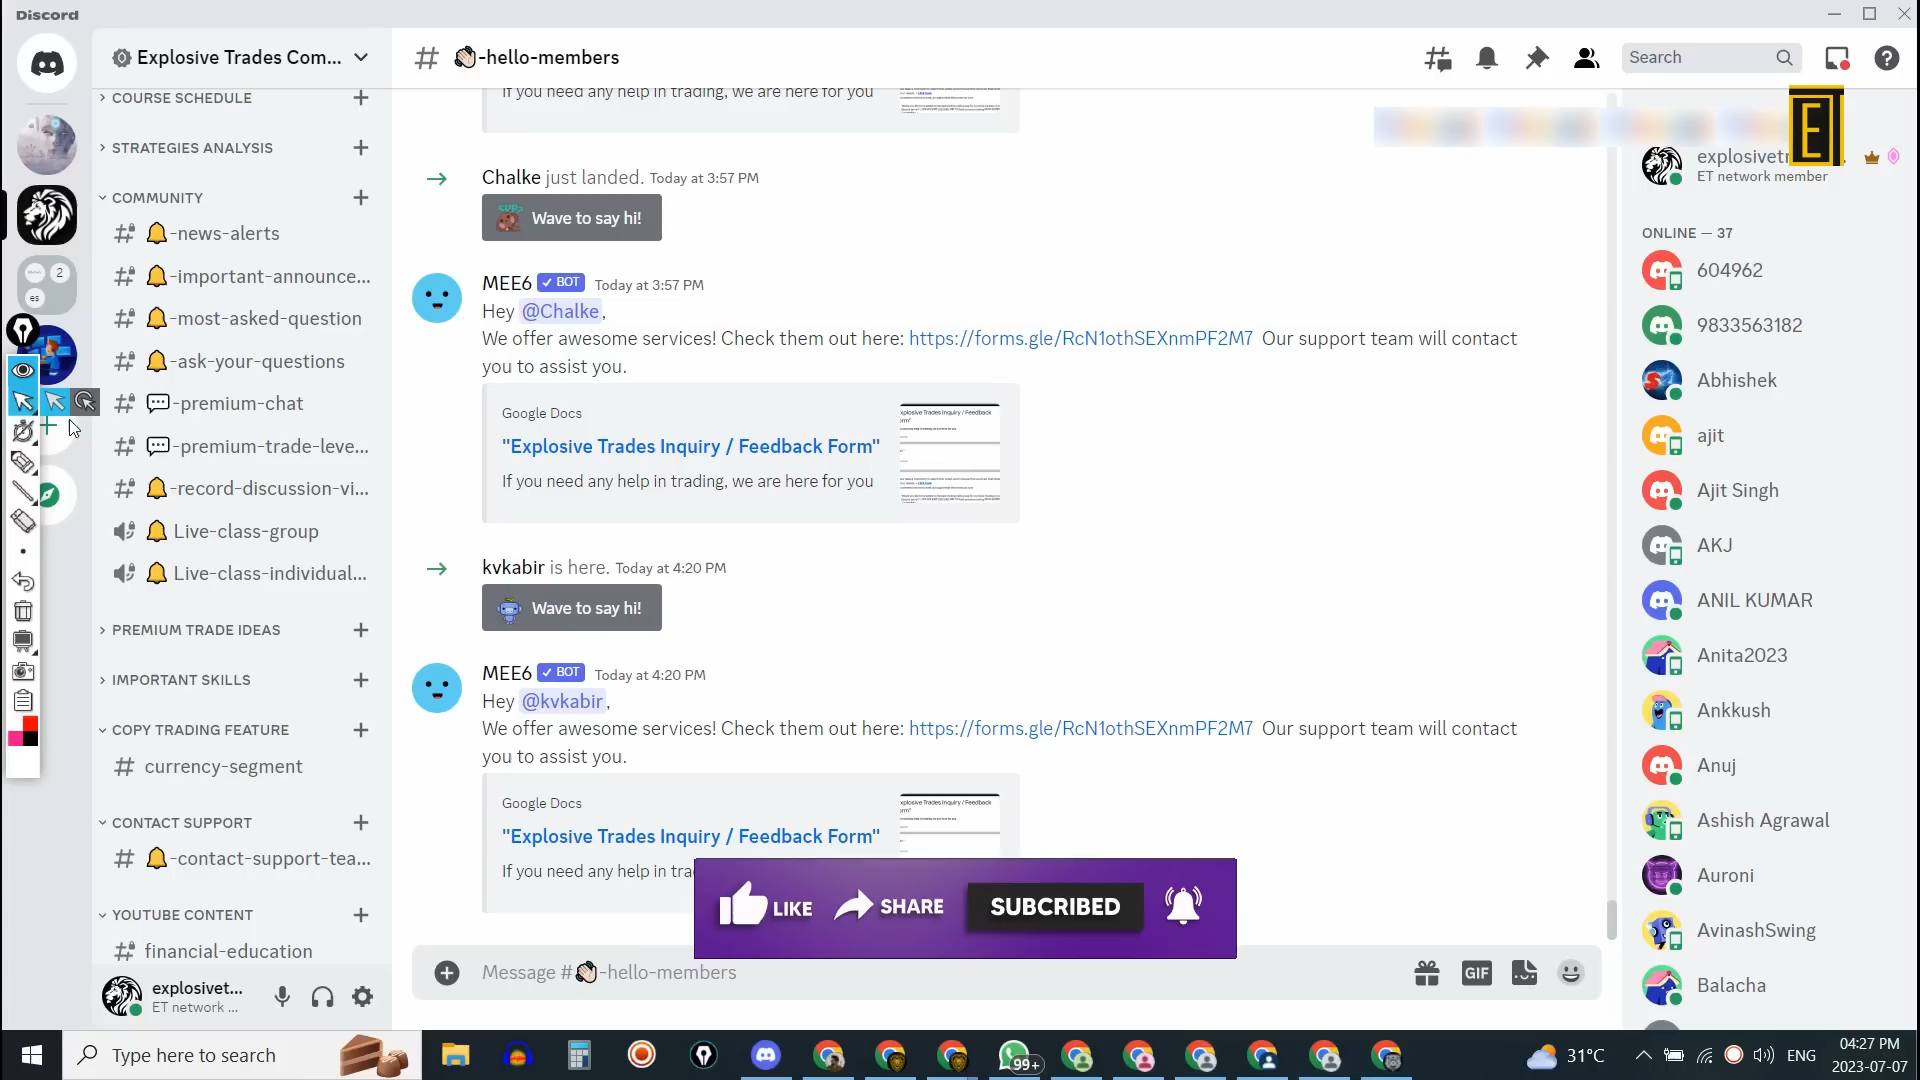 Discord
Explosive Trades Com...
-hello-members
Search
COURSE SCHEDULE
STRATEGIES ANALYSIS
COMMUNITY
-news-alerts
-important-announce...
-most-asked-question
-ask-your-questions
-premium-chat
-premium-trade-leve...
-record-discussion-vi...
Live-class-group
Live-class-individual...
PREMIUM TRADE IDEAS
IMPORTANT SKILLS
COPY TRADING FEATURE
currency-segment
CONTACT SUPPORT
-contact-support-tea...
YOUTUBE CONTENT
financial-education
explosivet...
ET network ...
2
es
If you need any help in trading, we are here for you
Chalke just landed. Today at 3:57 PM
Wave to say hi!
MEE6 ✓ BOT Today at 3:57 PM
Hey @Chalke,
We offer awesome services! Check them out here: https://forms.gle/RcN1othSEXnmPF2M7 Our support team will contact
you to assist you.
Google Docs
"Explosive Trades Inquiry / Feedback Form"
If you need any help in trading, we are here for you
kvkabir is here. Today at 4:20 PM
Wave to say hi!
MEE6 ✓ BOT Today at 4:20 PM
Hey @kvkabir,
We offer awesome services! Check them out here: https://forms.gle/RcN1othSEXnmPF2M7 Our support team will contact
you to assist you.
Google Docs
"Explosive Trades Inquiry / Feedback Form"
If you need any help in tra
LIKE SHARE SUBCRIBED
Message # -hello-members
GIF
E
explosivetr
ET network member
ONLINE — 37
604962
9833563182
Abhishek
ajit
Ajit Singh
AKJ
ANIL KUMAR
Anita2023
Ankkush
Anuj
Ashish Agrawal
Auroni
AvinashSwing
Balacha
Type here to search
99+
31°C
ENG
04:27 PM
2023-07-07